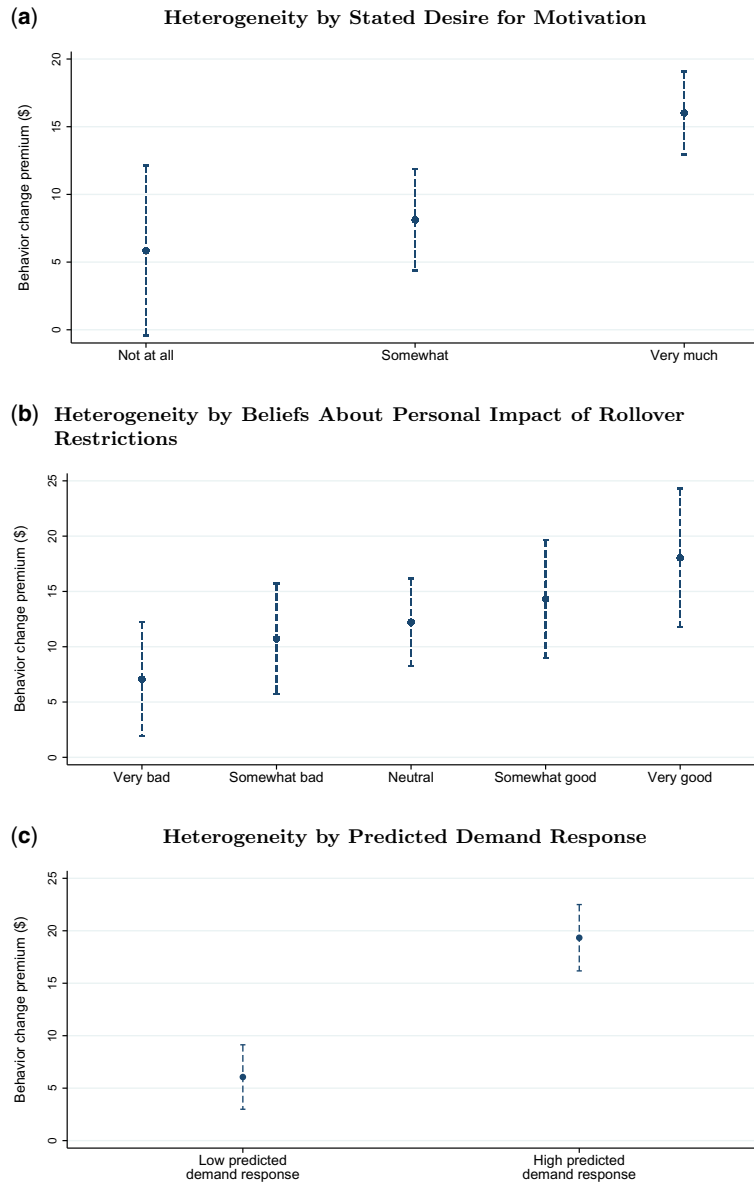 (a) Heterogeneity by Stated Desire for Motivation
Behavior change premium ($)
20
15
10
5
0
Not at all Somewhat Very much
(b) Heterogeneity by Beliefs About Personal Impact of Rollover
Restrictions
Behavior change premium ($)
25
20
15
10
5
0
Very bad Somewhat bad Neutral Somewhat good Very good
(c) Heterogeneity by Predicted Demand Response
Behavior change premium ($)
25
20
15
10
5
0
Low predicted High predicted
demand response demand response